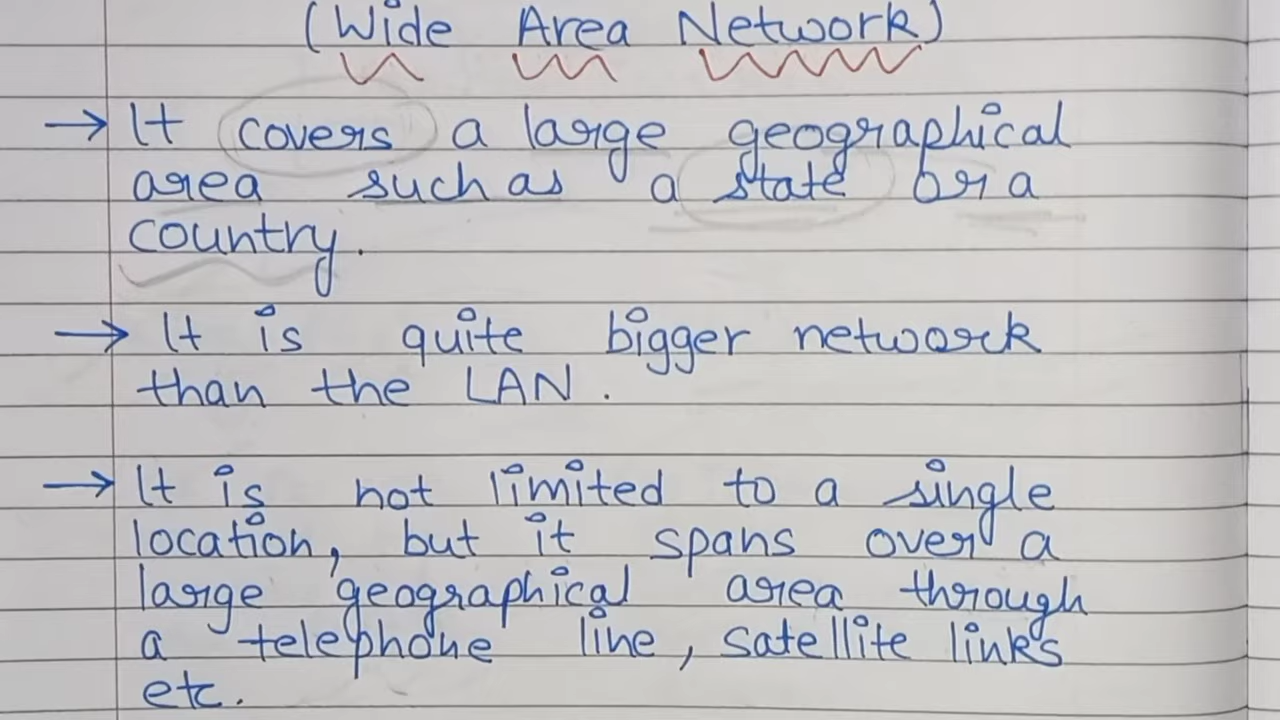 (Wide Area Network)
→ It covers a large geographical
area such as a state or a
country.
→ It is quite bigger network
than the LAN.
→ It is not limited to a single
location, but it spans over a
large geographical area through
a telephone line, satellite links
etc.